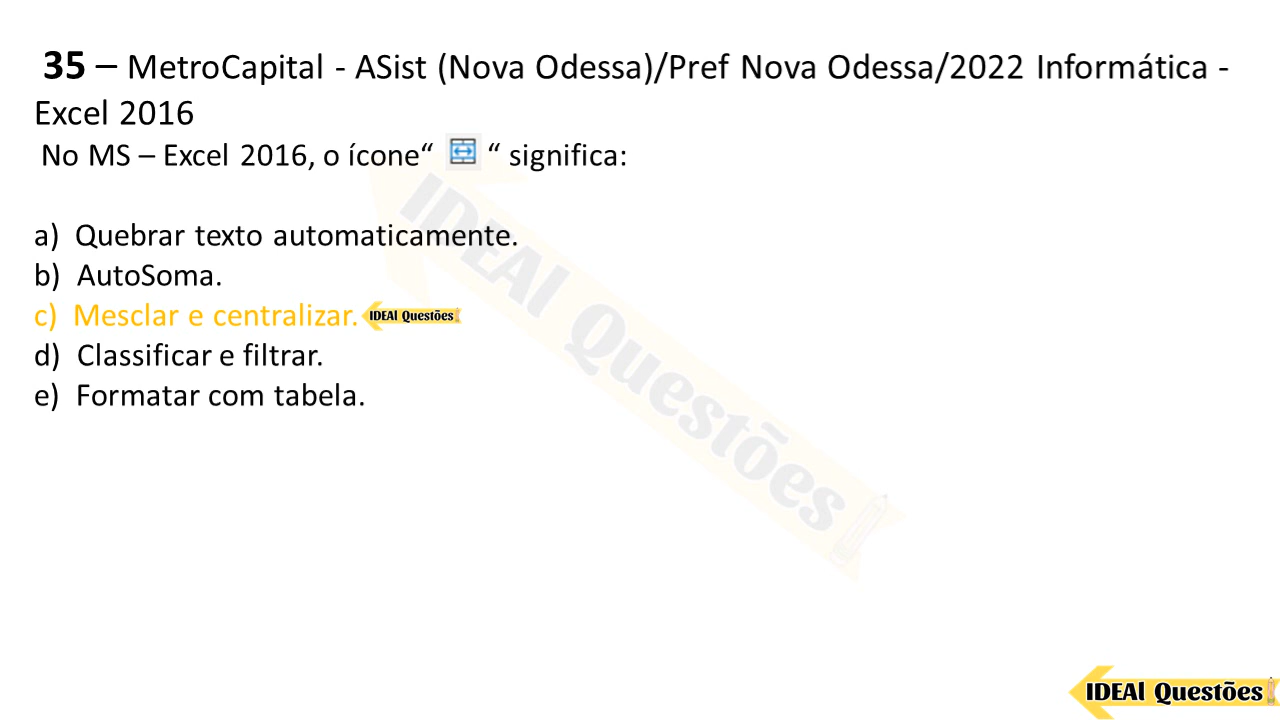 35 – MetroCapital - ASist (Nova Odessa)/Pref Nova Odessa/2022 Informática -
Excel 2016
No MS – Excel 2016, o ícone“ “ significa:
a) Quebrar texto automaticamente.
b) AutoSoma.
c) Mesclar e centralizar. IDEAl Questões
d) Classificar e filtrar.
e) Formatar com tabela.
IDEAl Questões
IDEAl Questões